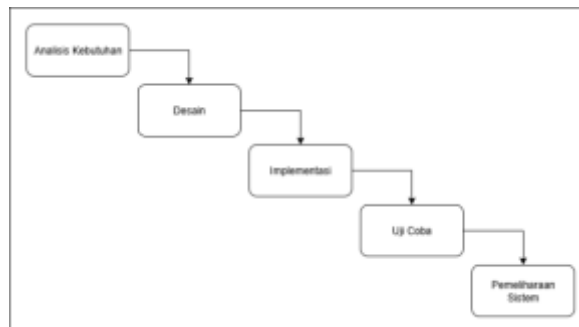 Analisis Kebutuhan
Desain
Implementasi
Uji Coba
Pemeliharaan
Sistem